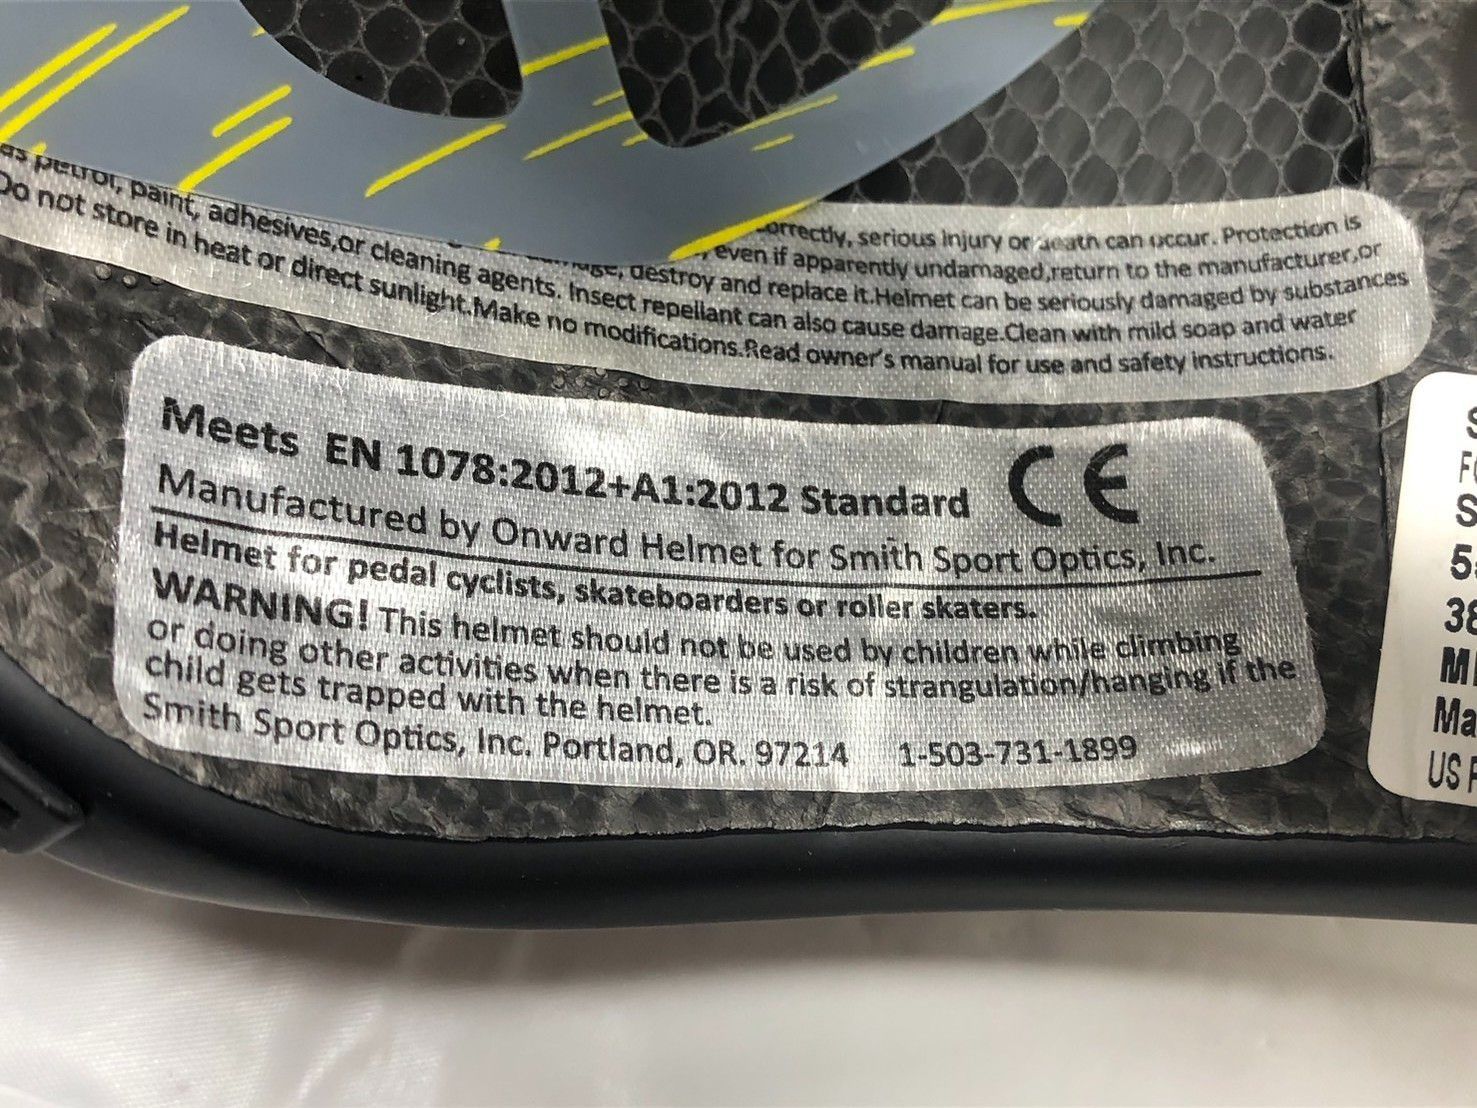 as petrol, paint, adhesives,or cleaning agents. Insect repellant can also cause damage.Clean with mild soap and water
Do not store in heat or direct sunlight.Make no modifications.Read owner's manual for use and safety instructions.
serious injury or death can occur. Protection is
, even if apparently undamaged,return to the manufacturer,or
destroy and replace it.Helmet can be seriously damaged by substances
Meets EN 1078:2012+A1:2012 Standard CE
Manufactured by Onward Helmet for Smith Sport Optics, Inc.
Helmet for pedal cyclists, skateboarders or roller skaters.
WARNING! This helmet should not be used by children while climbing
or doing other activities when there is a risk of strangulation/hanging if the
child gets trapped with the helmet.
Smith Sport Optics, Inc. Portland, OR. 97214 1-503-731-1899
Ma
US